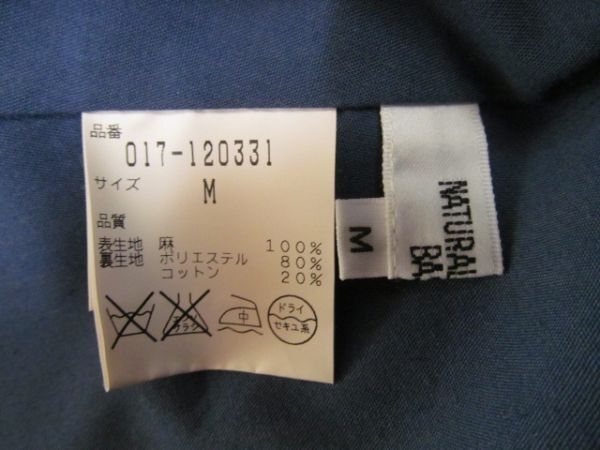 品番
017-120331
サイズ
M
品質
表生地 麻 100%
裏生地 ポリエステル 80%
コットン 20%
中
ドライ
セキユ系
M
NATURAL